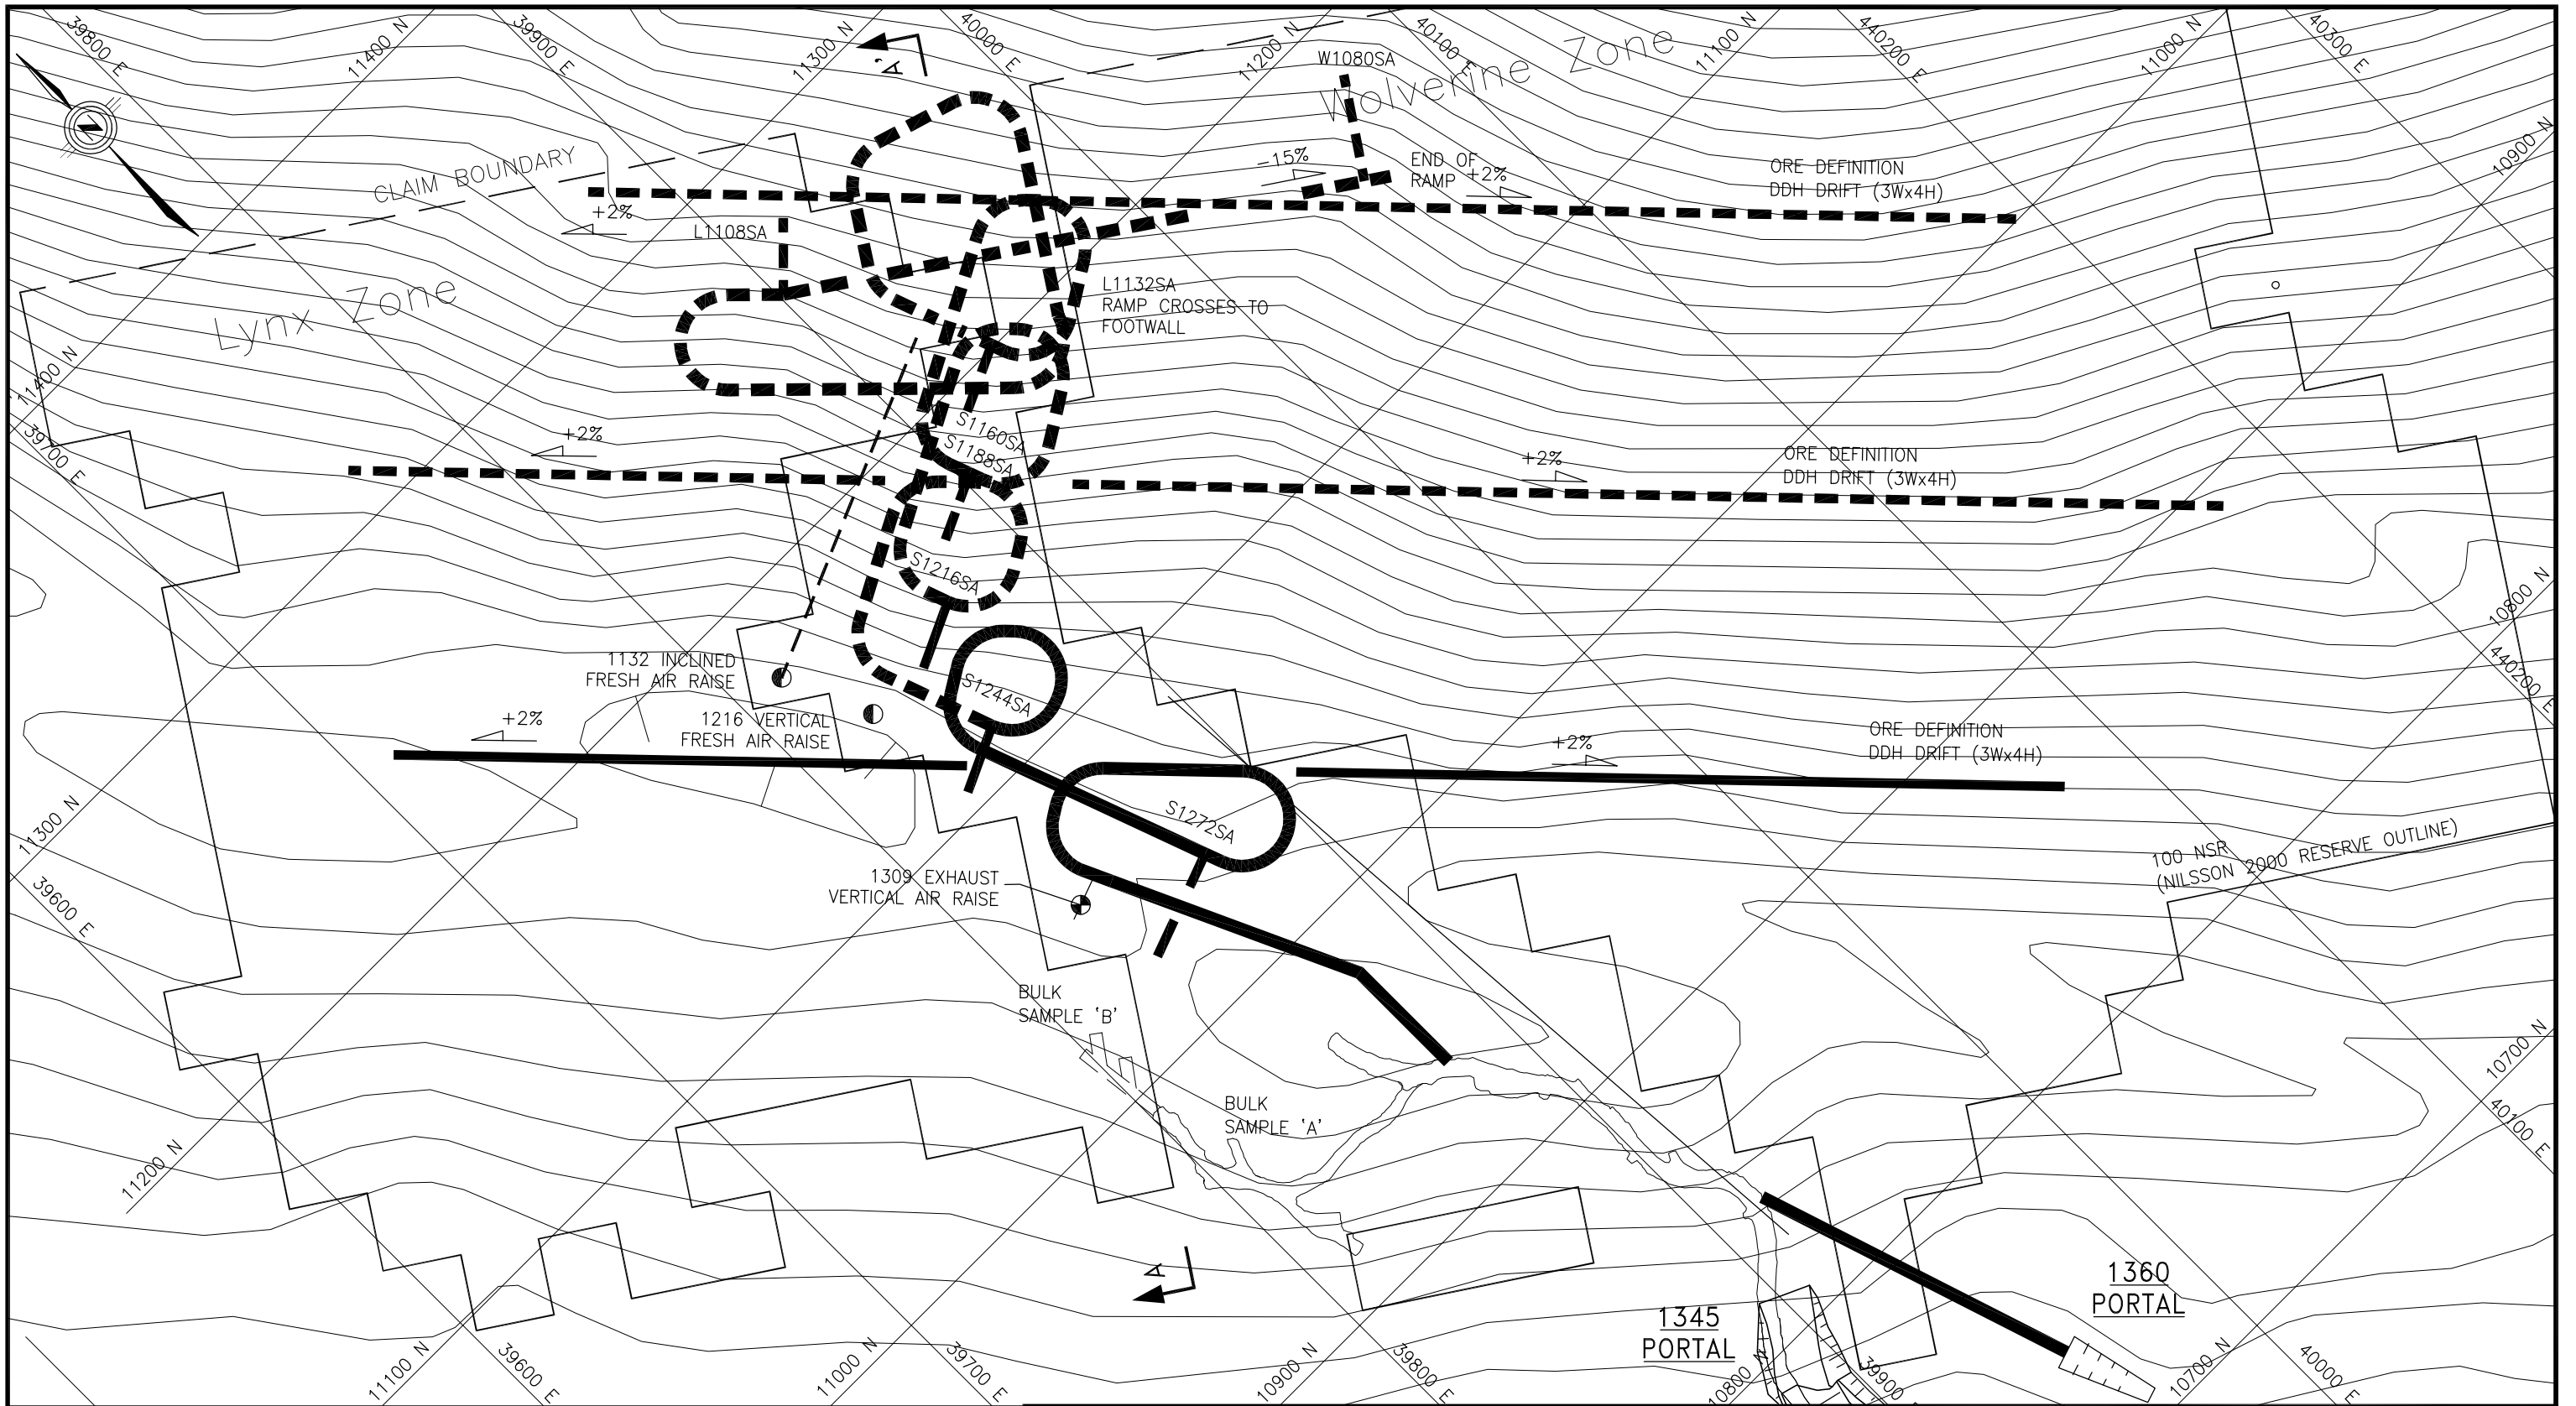 39800 E
11400 N
39900 E
11300 N
40000 E
11200 N
40100 E
11100 N
440200 E
11000 N
40300 E
A'
W1080SA
Wolverine Zone
N
CLAIM BOUNDARY
-15%
END OF
RAMP
+2%
ORE DEFINITION
DDH DRIFT (3Wx4H)
10900 N
+2%
L1108SA
Lynx Zone
L1132SA
RAMP CROSSES TO
FOOTWALL
11400 N
39700 E
+2%
S1160SA
S1188SA
+2%
ORE DEFINITION
DDH DRIFT (3Wx4H)
S1216SA
10800 N
440200 E
1132 INCLINED
FRESH AIR RAISE
S1244SA
+2%
1216 VERTICAL
FRESH AIR RAISE
+2%
ORE DEFINITION
DDH DRIFT (3Wx4H)
11300 N
S1272SA
39600 E
1309 EXHAUST
VERTICAL AIR RAISE
100 NSR
(NILSSON 2000 RESERVE OUTLINE)
BULK
SAMPLE 'B'
BULK
SAMPLE 'A'
10700 N
40100 E
11200 N
A
1360
PORTAL
1345
PORTAL
11100 N
39600 E
11000 N
39700 E
10900 N
39800 E
10800 N
39900
10700 N
40000 E